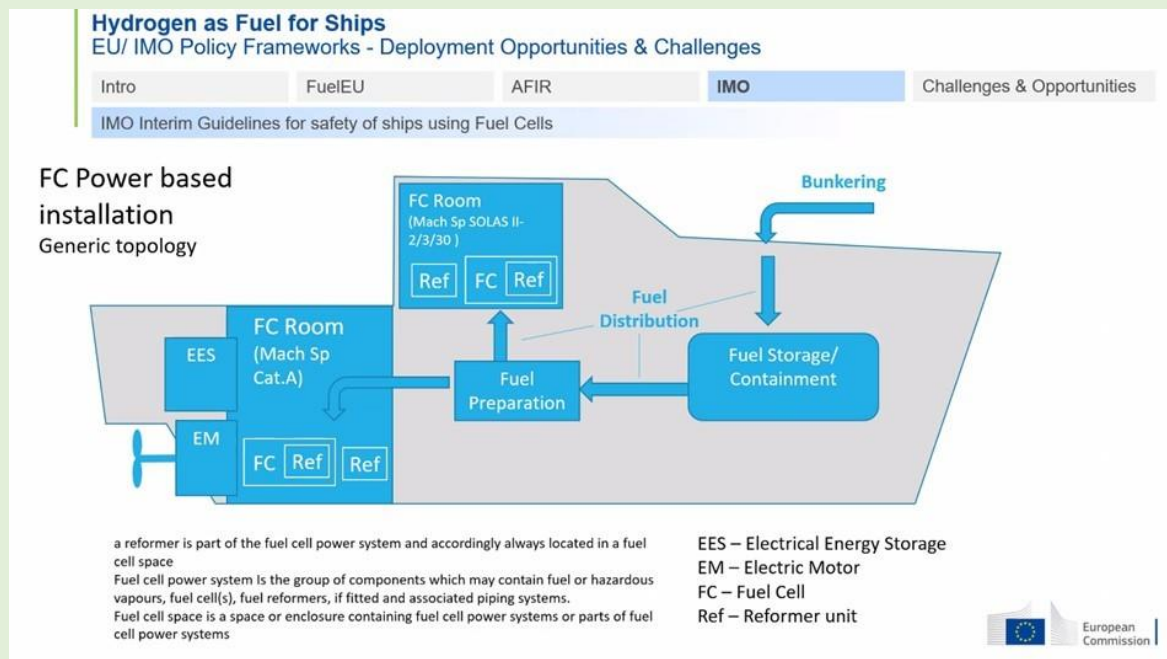 Hydrogen as Fuel for Ships
EU/ IMO Policy Frameworks - Deployment Opportunities & Challenges
Intro
FuelEU
AFIR
IMO
Challenges & Opportunities
IMO Interim Guidelines for safety of ships using Fuel Cells
FC Power based
installation
Generic topology
FC Room
(Mach Sp SOLAS II-
2/3/30 )
Ref
FC
Ref
Bunkering
Fuel
Distribution
EES
FC Room
(Mach Sp
Cat.A)
Fuel
Preparation
Fuel Storage/
Containment
EM
FC
Ref
Ref
a reformer is part of the fuel cell power system and accordingly always located in a fuel
cell space
Fuel cell power system Is the group of components which may contain fuel or hazardous
vapours, fuel cell(s), fuel reformers, if fitted and associated piping systems.
Fuel cell space is a space or enclosure containing fuel cell power systems or parts of fuel
cell power systems
EES – Electrical Energy Storage
EM – Electric Motor
FC – Fuel Cell
Ref – Reformer unit
European
Commission